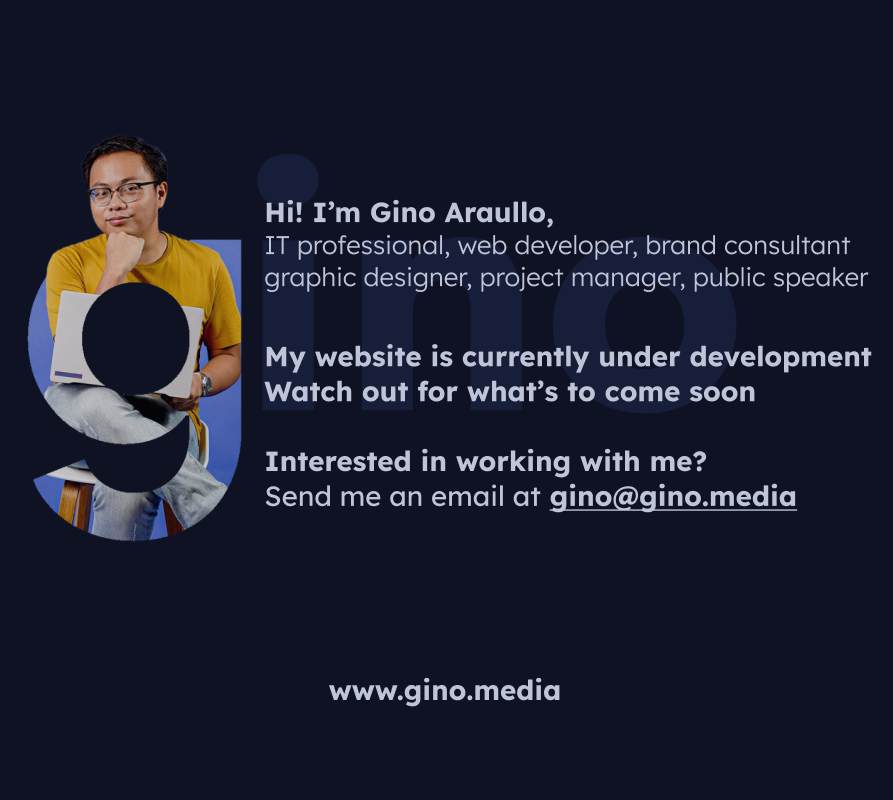 gino
Hi! I’m Gino Araullo,
IT professional, web developer, brand consultant
graphic designer, project manager, public speaker
My website is currently under development
Watch out for what’s to come soon
Interested in working with me?
Send me an email at gino@gino.media
www.gino.media